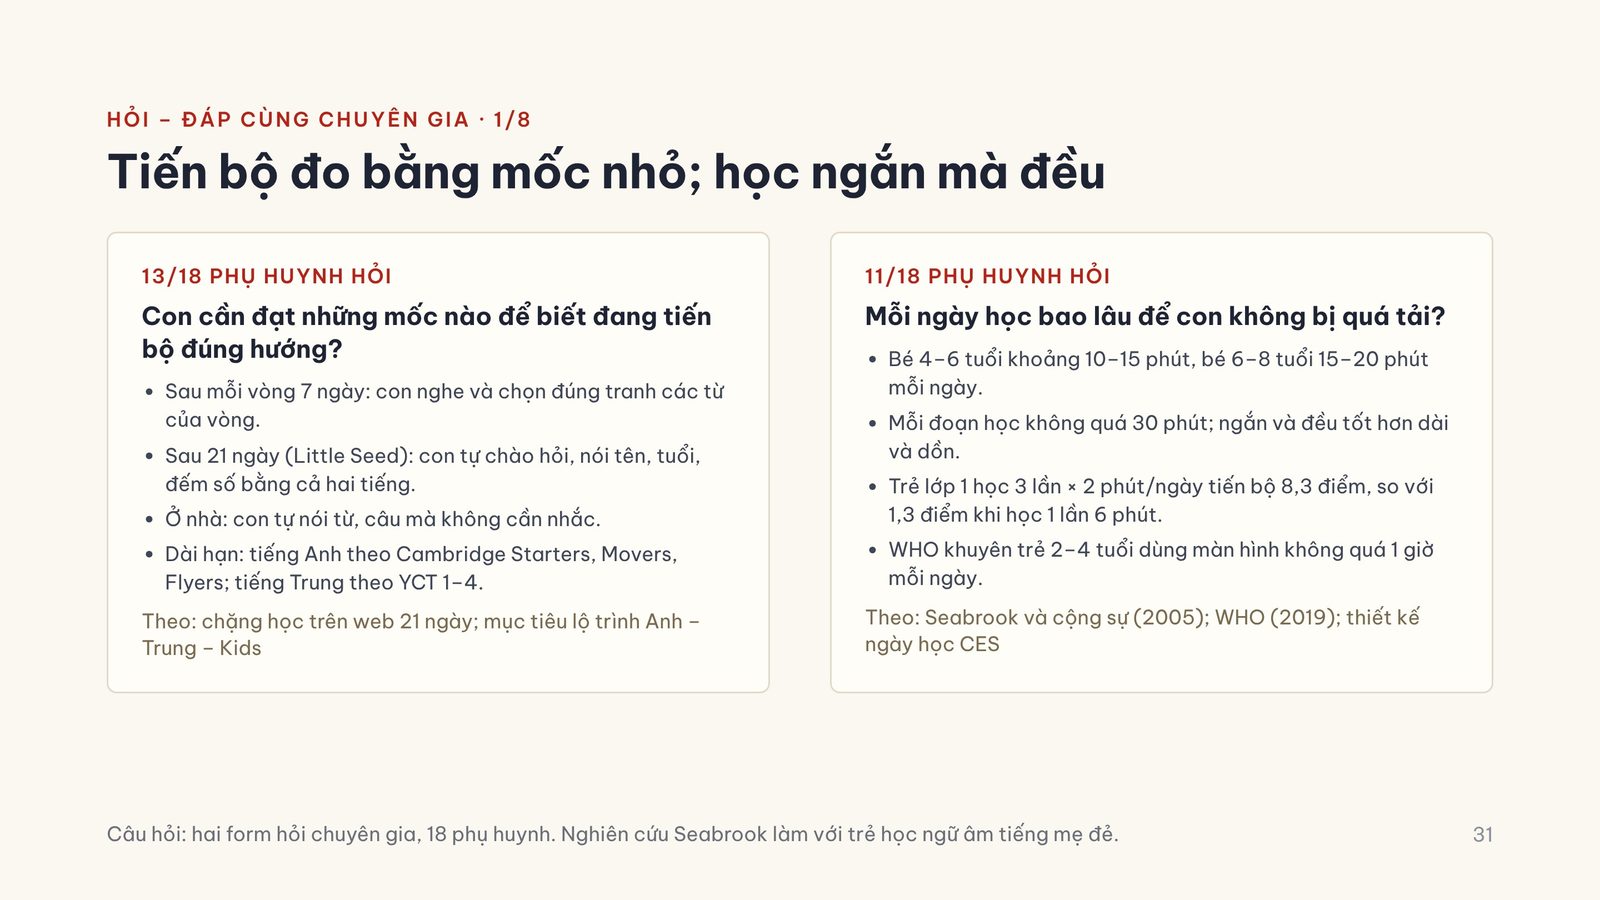 HỎI – ĐÁP CÙNG CHUYÊN GIA · 1/8
Tiến bộ đo bằng mốc nhỏ; học ngắn mà đều
13/18 PHỤ HUYNH HỎI
Con cần đạt những mốc nào để biết đang tiến
bộ đúng hướng?
• Sau mỗi vòng 7 ngày: con nghe và chọn đúng tranh các từ
của vòng.
• Sau 21 ngày (Little Seed): con tự chào hỏi, nói tên, tuổi,
đếm số bằng cả hai tiếng.
• Ở nhà: con tự nói từ, câu mà không cần nhắc.
• Dài hạn: tiếng Anh theo Cambridge Starters, Movers,
Flyers; tiếng Trung theo YCT 1–4.
Theo: chặng học trên web 21 ngày; mục tiêu lộ trình Anh –
Trung – Kids
11/18 PHỤ HUYNH HỎI
Mỗi ngày học bao lâu để con không bị quá tải?
• Bé 4–6 tuổi khoảng 10–15 phút, bé 6–8 tuổi 15–20 phút
mỗi ngày.
• Mỗi đoạn học không quá 30 phút; ngắn và đều tốt hơn dài
và dồn.
• Trẻ lớp 1 học 3 lần × 2 phút/ngày tiến bộ 8,3 điểm, so với
1,3 điểm khi học 1 lần 6 phút.
• WHO khuyên trẻ 2–4 tuổi dùng màn hình không quá 1 giờ
mỗi ngày.
Theo: Seabrook và cộng sự (2005); WHO (2019); thiết kế
ngày học CES
Câu hỏi: hai form hỏi chuyên gia, 18 phụ huynh. Nghiên cứu Seabrook làm với trẻ học ngữ âm tiếng mẹ đẻ.
31